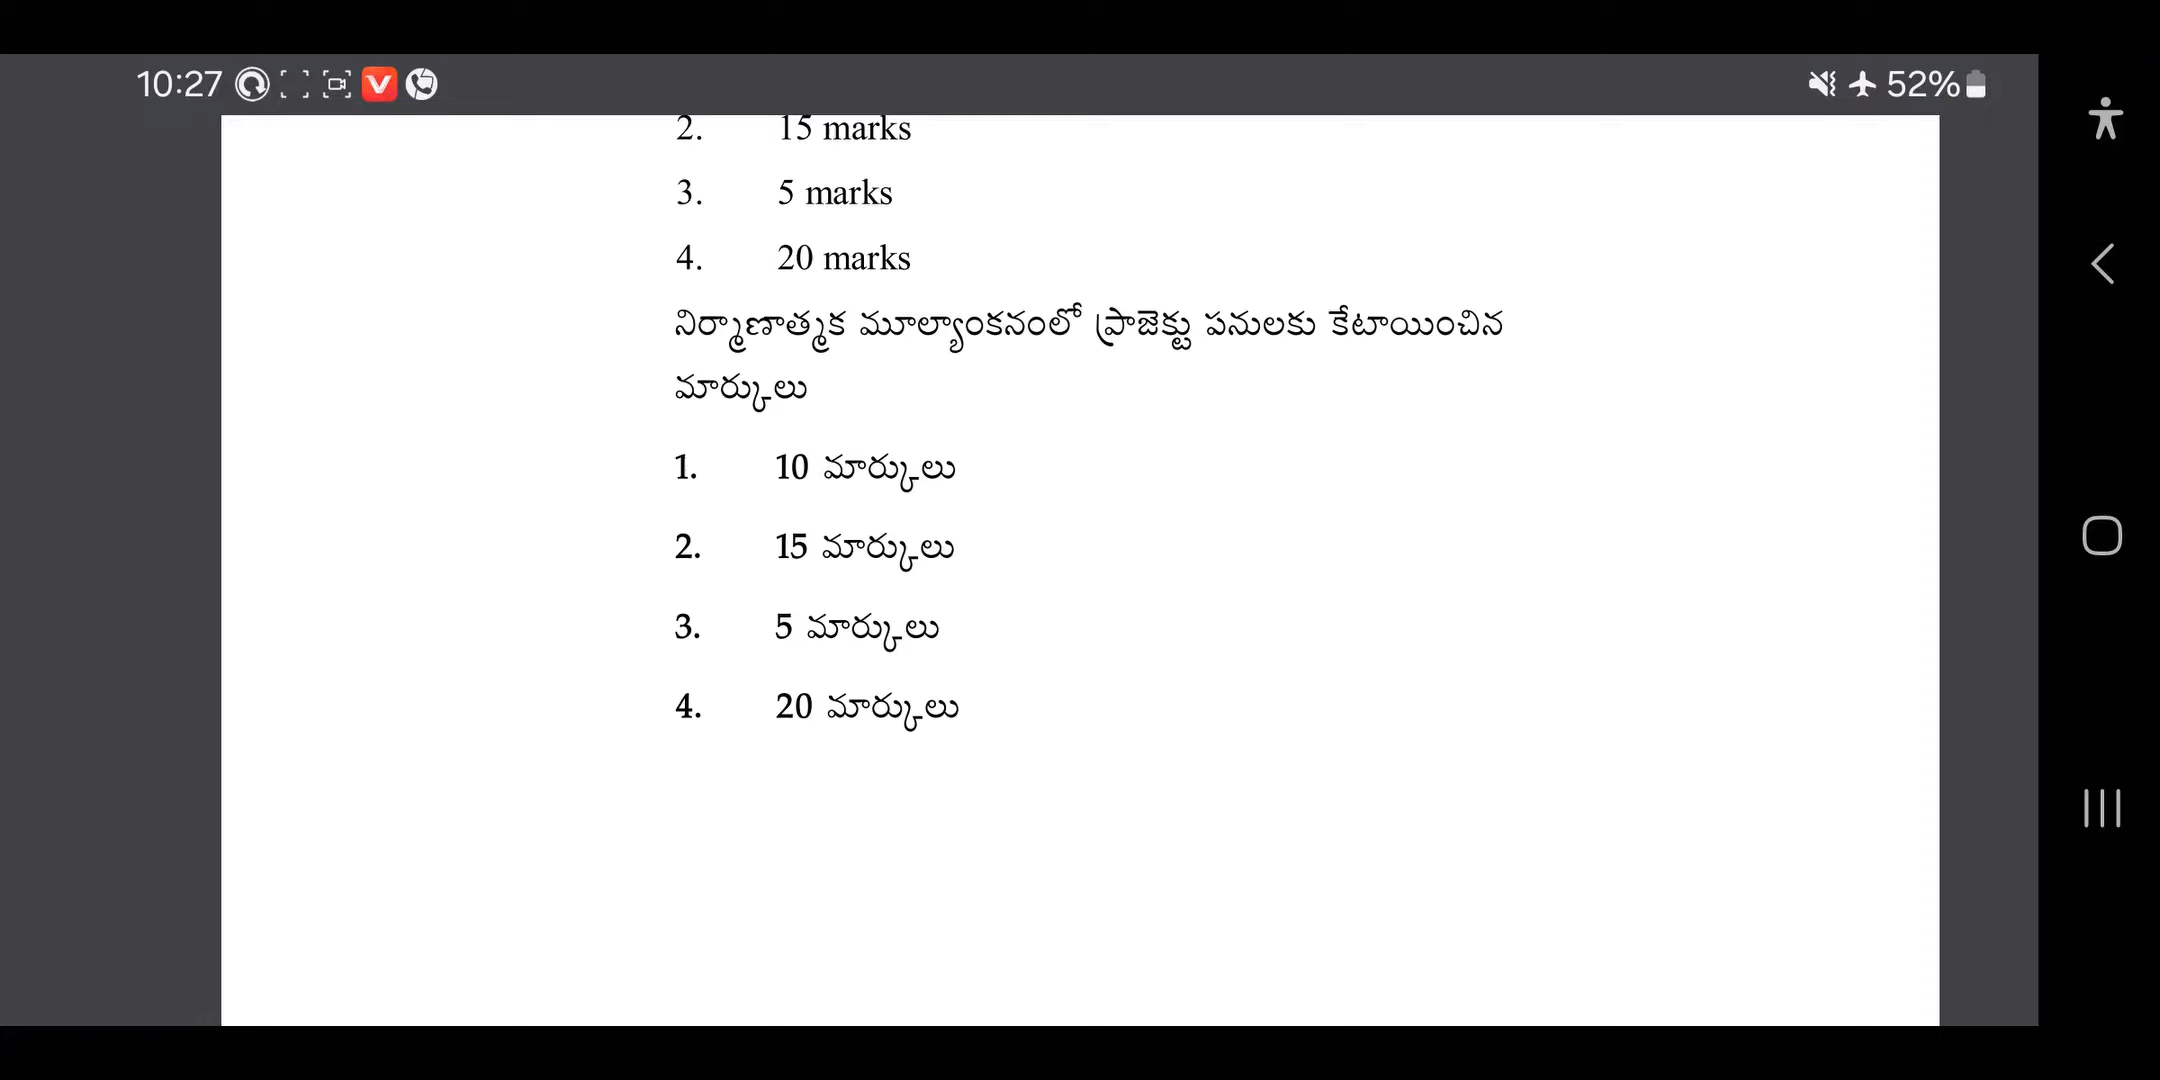 10:27 52%
2. 15 marks
3. 5 marks
4. 20 marks
నిర్మాణాత్మక మూల్యాంకనంలో ప్రాజెక్టు పనులకు కేటాయించిన
మార్కులు
1. 10 మార్కులు
2. 15 మార్కులు
3. 5 మార్కులు
4. 20 మార్కులు